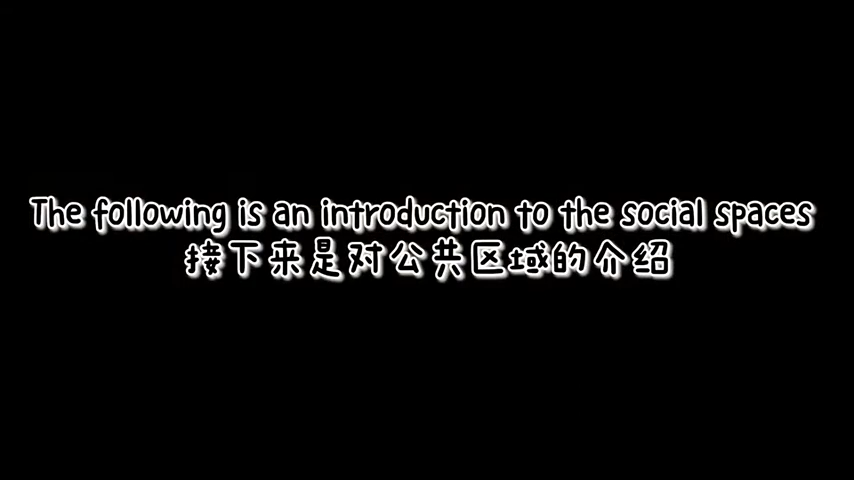 The following is an introduction to the social spaces
接下来是对公共区域的介绍